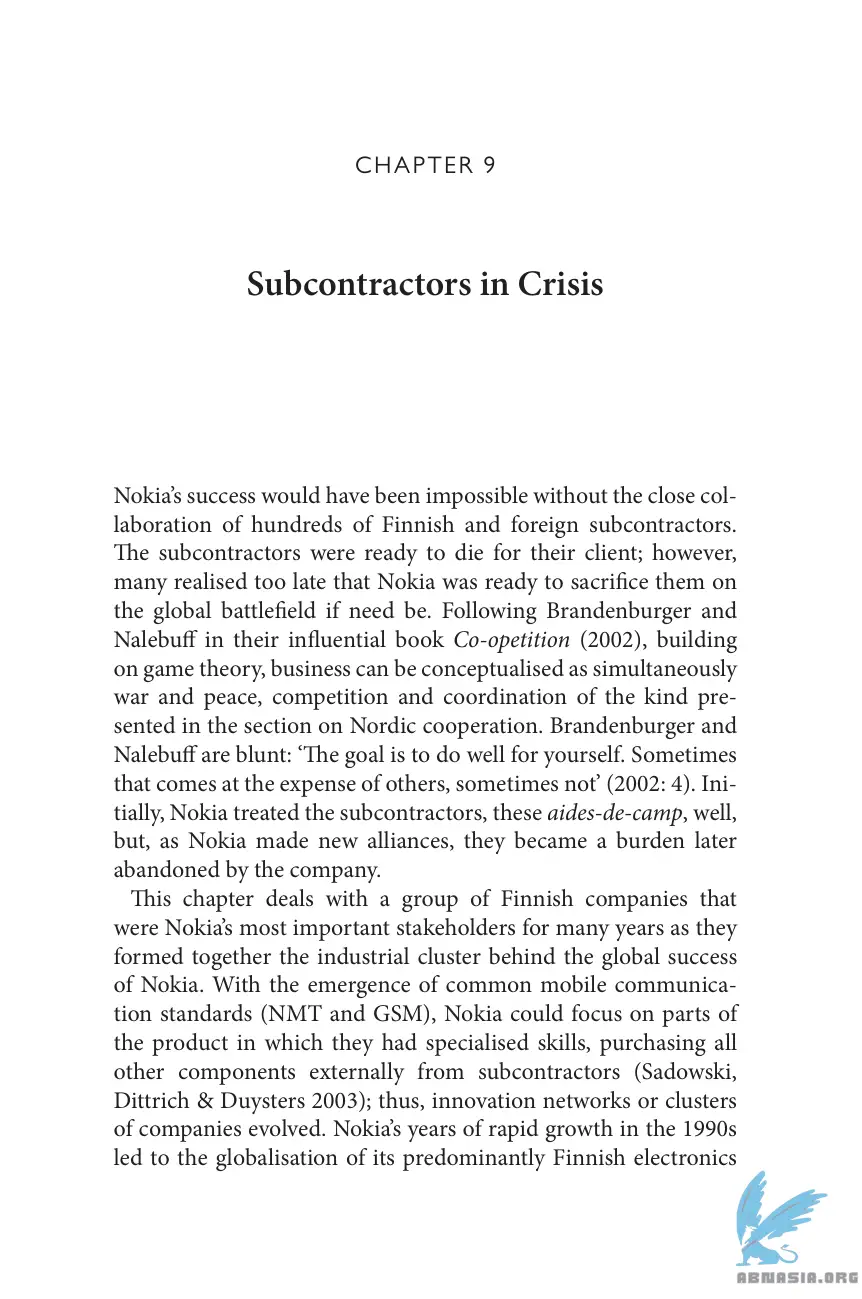 CHAPTER 9
Subcontractors in Crisis
Nokia’s success would have been impossible without the close col-
laboration of hundreds of Finnish and foreign subcontractors.
The subcontractors were ready to die for their client; however,
many realised too late that Nokia was ready to sacrifice them on
the global battlefield if need be. Following Brandenburger and
Nalebuff in their influential book Co-opetition (2002), building
on game theory, business can be conceptualised as simultaneously
war and peace, competition and coordination of the kind pre-
sented in the section on Nordic cooperation. Brandenburger and
Nalebuff are blunt: ‘The goal is to do well for yourself. Sometimes
that comes at the expense of others, sometimes not’ (2002: 4). Ini-
tially, Nokia treated the subcontractors, these aides-de-camp, well,
but, as Nokia made new alliances, they became a burden later
abandoned by the company.
This chapter deals with a group of Finnish companies that
were Nokia’s most important stakeholders for many years as they
formed together the industrial cluster behind the global success
of Nokia. With the emergence of common mobile communica-
tion standards (NMT and GSM), Nokia could focus on parts of
the product in which they had specialised skills, purchasing all
other components externally from subcontractors (Sadowski,
Dittrich & Duysters 2003); thus, innovation networks or clusters
of companies evolved. Nokia’s years of rapid growth in the 1990s
led to the globalisation of its predominantly Finnish electronics
ABNASIA.ORG